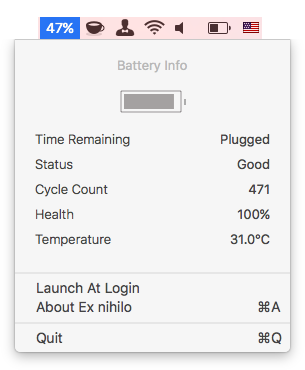 47%
Battery Info
Time Remaining Plugged
Status Good
Cycle Count 471
Health 100%
Temperature 31.0°C
Launch At Login
About Ex nihilo ⌘A
Quit ⌘Q